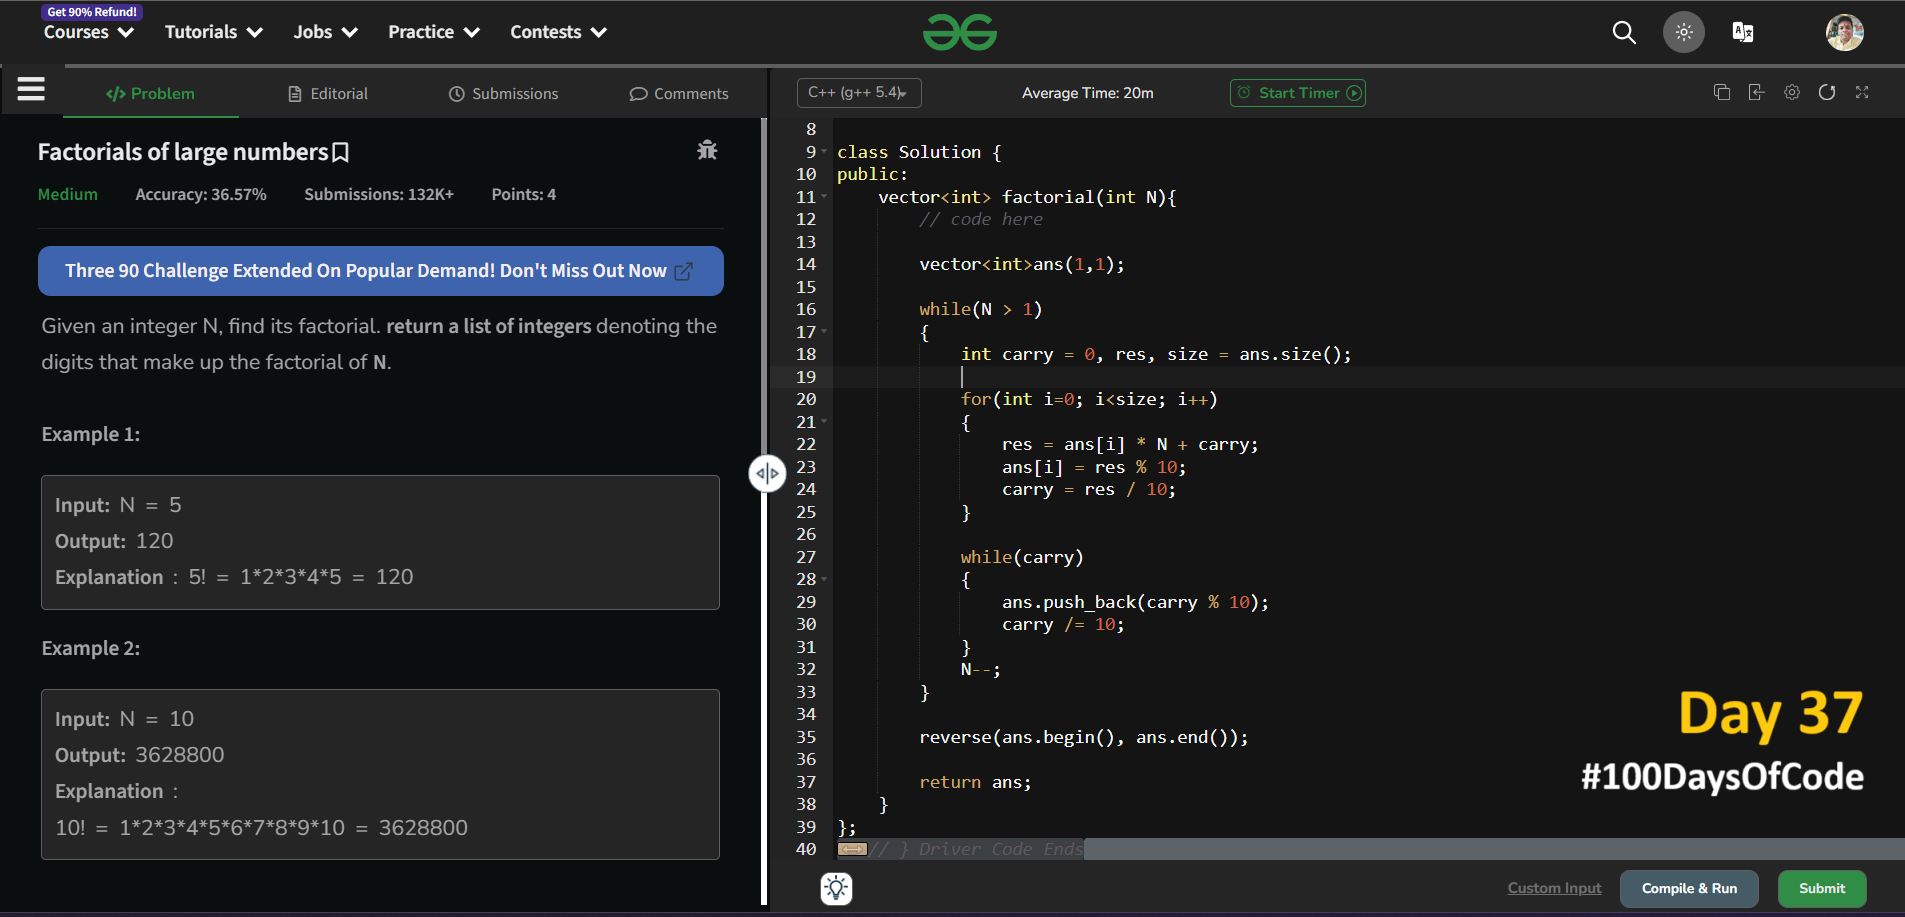 Get 90% Refund!
Courses
Tutorials
Jobs
Practice
Contests
Problem
Editorial
Submissions
Comments
Factorials of large numbers
Medium
Accuracy: 36.57%
Submissions: 132K+
Points: 4
Three 90 Challenge Extended On Popular Demand! Don't Miss Out Now
Given an integer N, find its factorial. return a list of integers denoting the
digits that make up the factorial of N.
Example 1:
Input: N = 5
Output: 120
Explanation : 5! = 1*2*3*4*5 = 120
Example 2:
Input: N = 10
Output: 3628800
Explanation :
10! = 1*2*3*4*5*6*7*8*9*10 = 3628800
C++ (g++ 5.4)
Average Time: 20m
Start Timer
8
9 class Solution {
10 public:
11 vector<int> factorial(int N){
12 // code here
13
14 vector<int>ans(1,1);
15
16 while(N > 1)
17 {
18 int carry = 0, res, size = ans.size();
19
20 for(int i=0; i<size; i++)
21 {
22 res = ans[i] * N + carry;
23 ans[i] = res % 10;
24 carry = res / 10;
25 }
26
27 while(carry)
28 {
29 ans.push_back(carry % 10);
30 carry /= 10;
31 }
32 N--;
33 }
34
35 reverse(ans.begin(), ans.end());
36
37 return ans;
38 }
39 };
40 // } Driver Code Ends
Day 37
#100DaysOfCode
Custom Input
Compile & Run
Submit